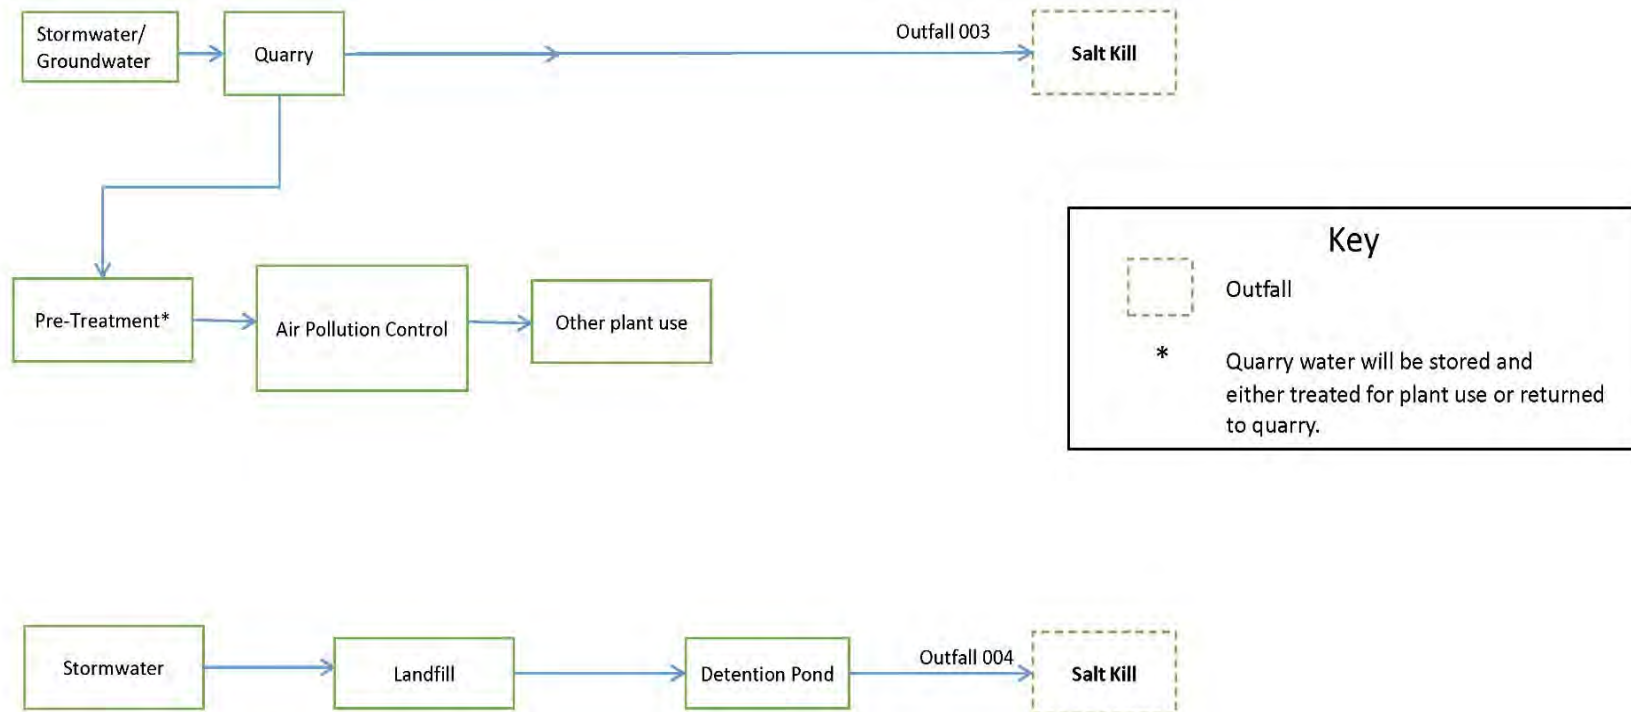 Stormwater/
Groundwater
Quarry
Outfall 003
Salt Kill
Key
Outfall
* Quarry water will be stored and
either treated for plant use or returned
to quarry.
Pre-Treatment*
Air Pollution Control
Other plant use
Stormwater
Landfill
Detention Pond
Outfall 004
Salt Kill